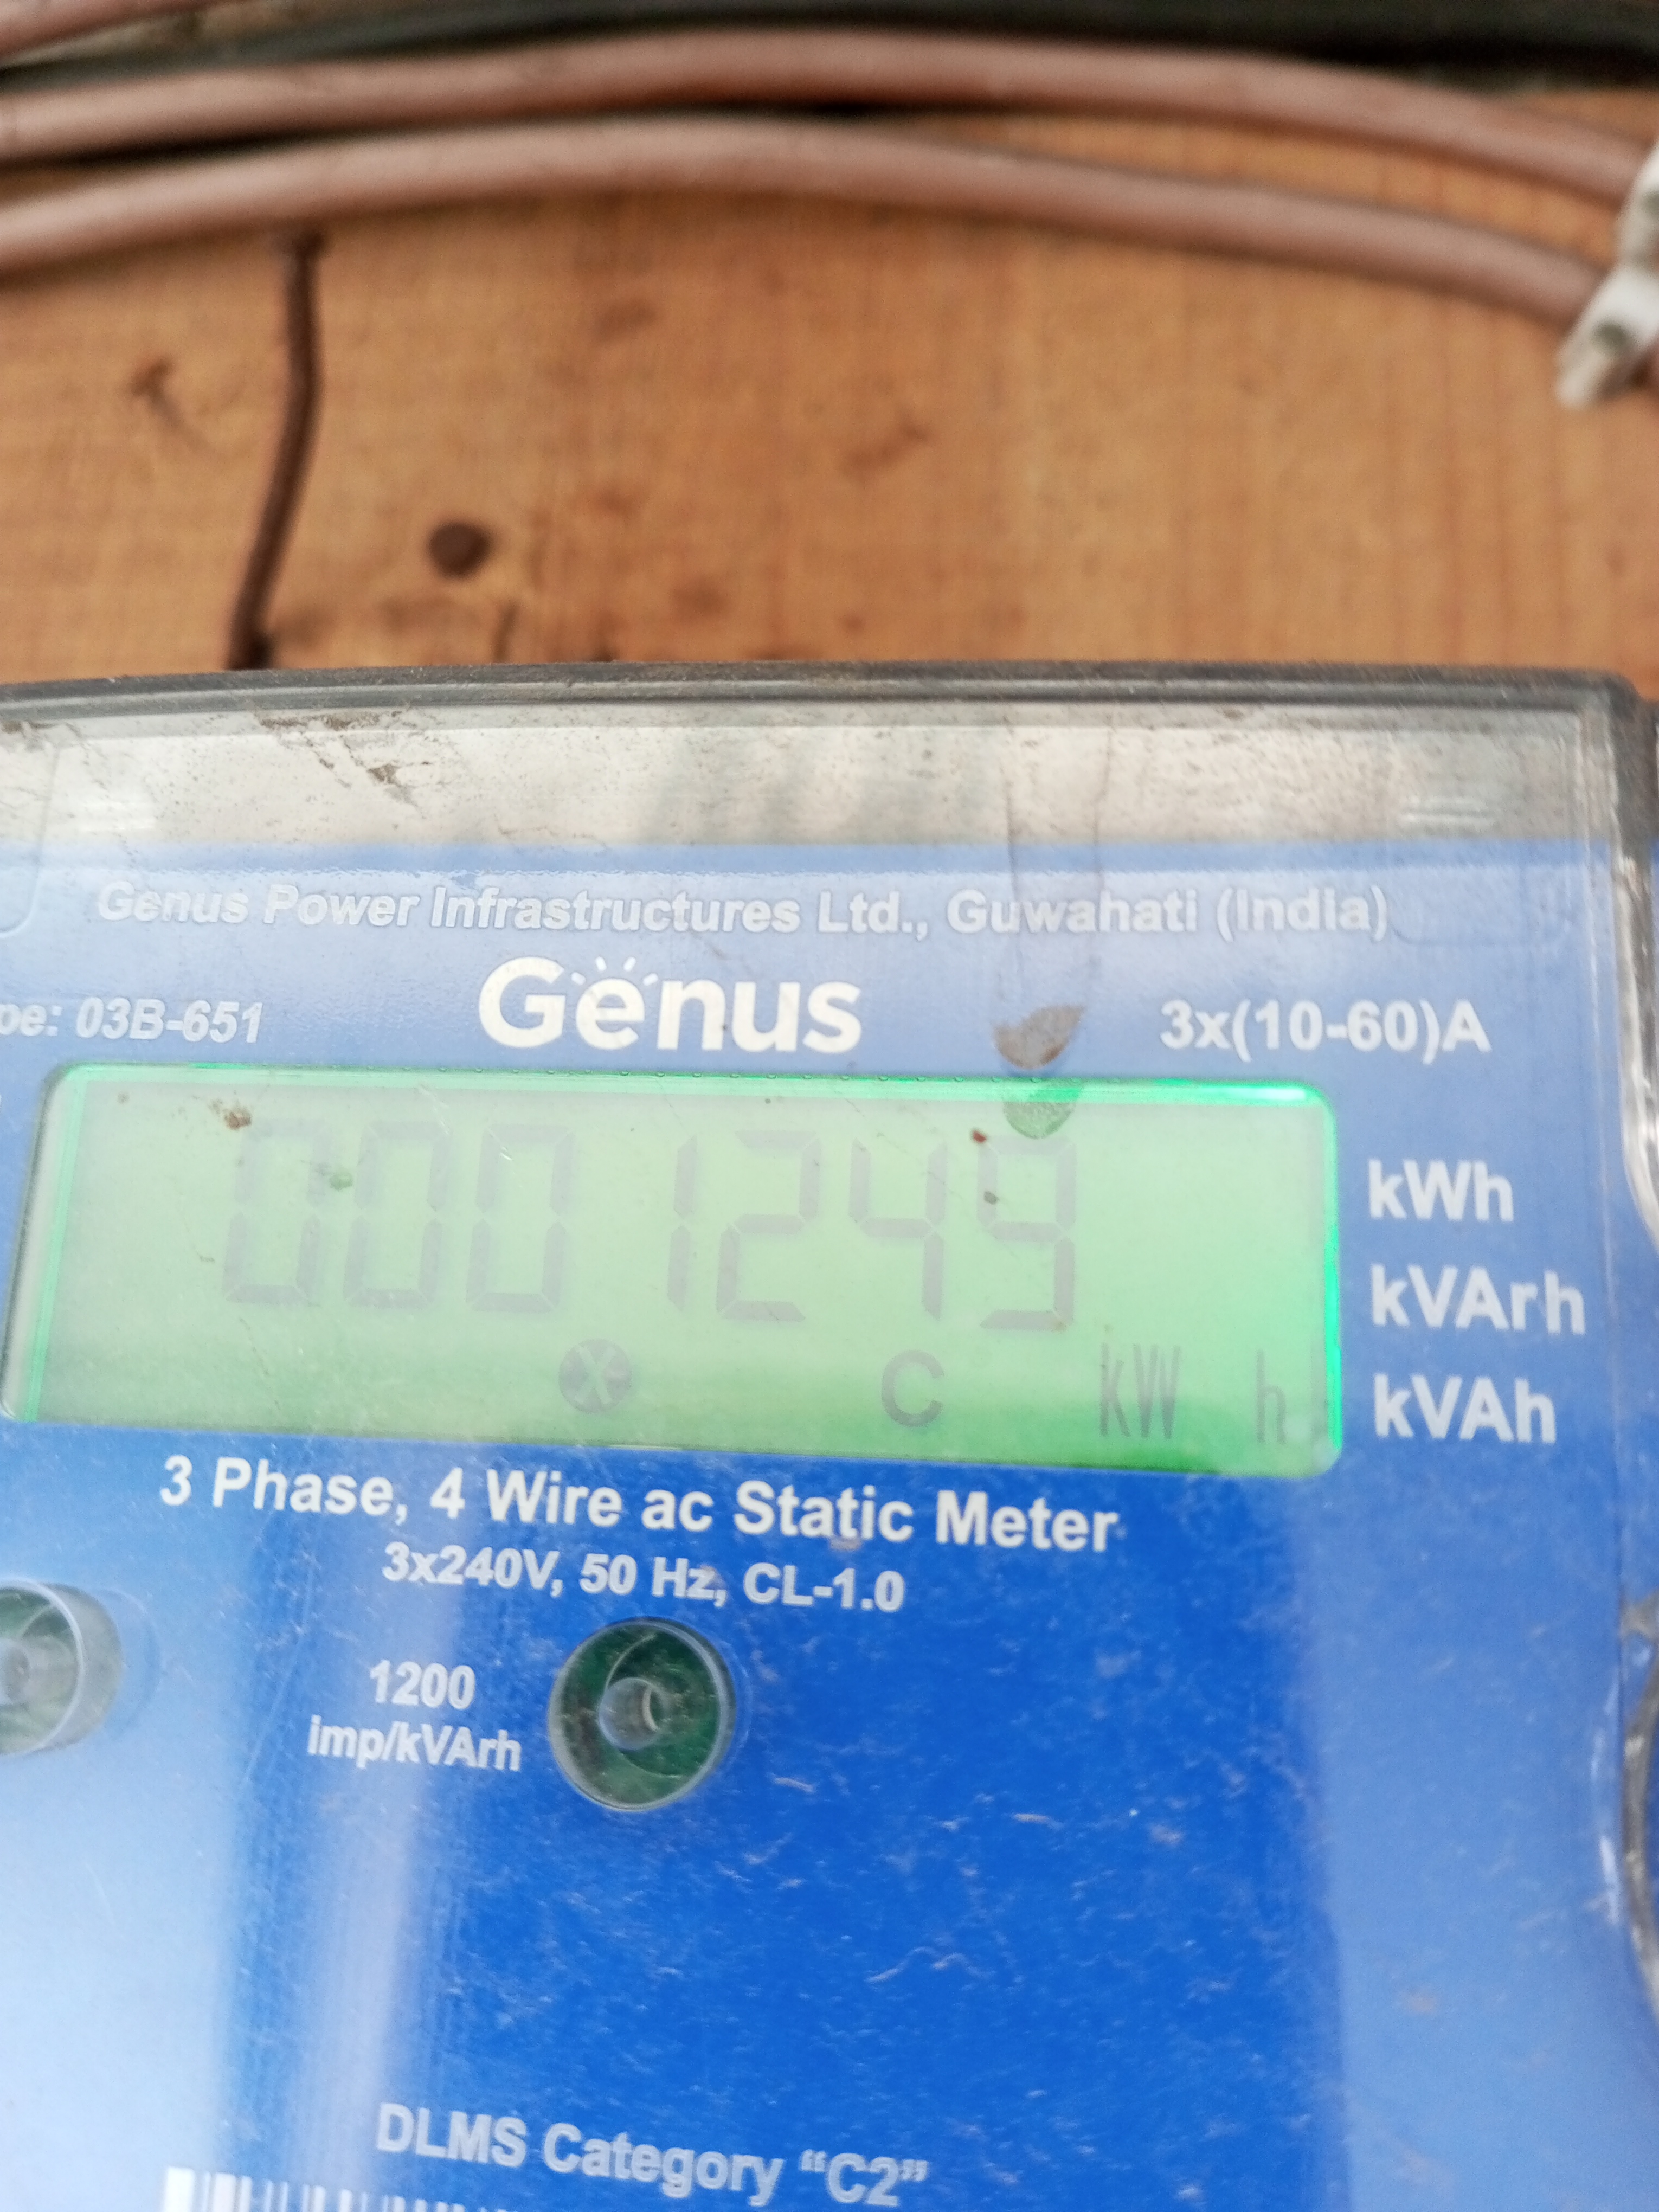 Genus Power Infrastructures Ltd., Guwahati (India)
Genus
03B-651
3x(10-60)A
0001249
kWh
kVArh
kVAh
C kW h
3 Phase, 4 Wire ac Static Meter
3x240V, 50 Hz, CL-1.0
1200
imp/kVArh
DLMS Category “C2”